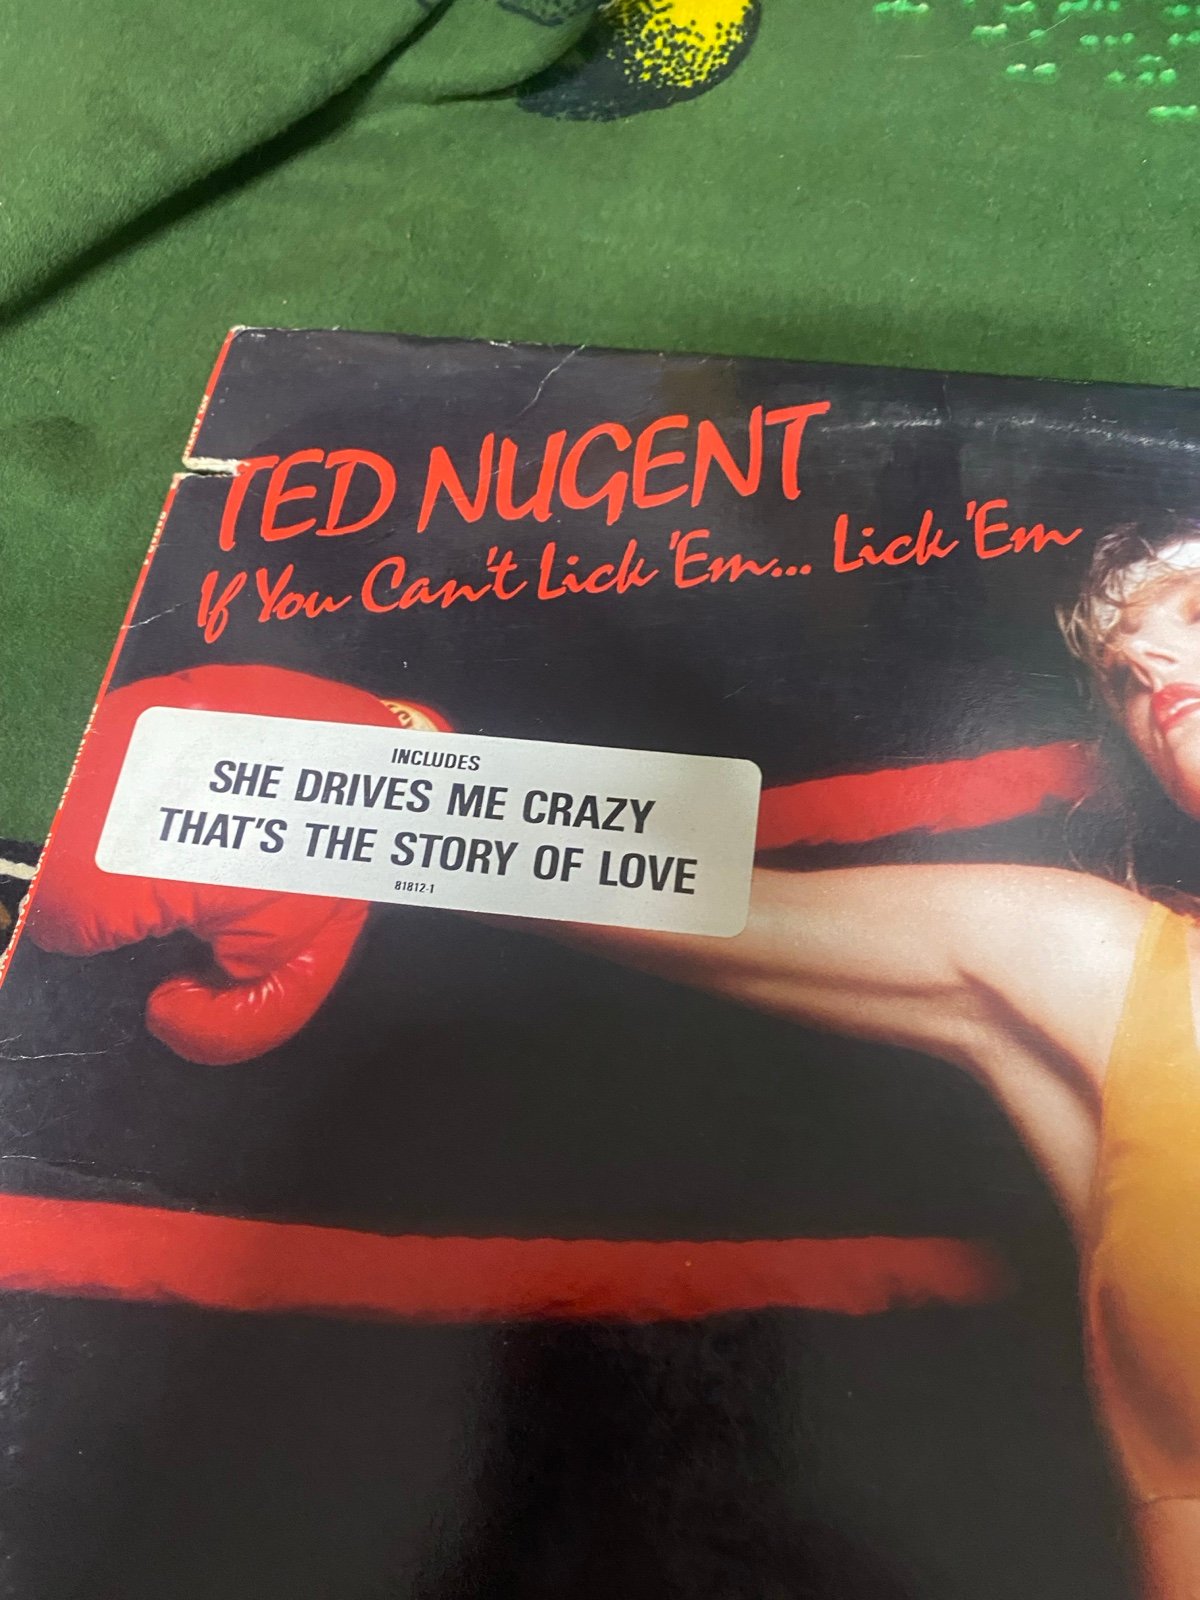 TED NUGENT
If You Can't Lick 'Em... Lick 'Em
INCLUDES
SHE DRIVES ME CRAZY
THAT'S THE STORY OF LOVE
81812-1